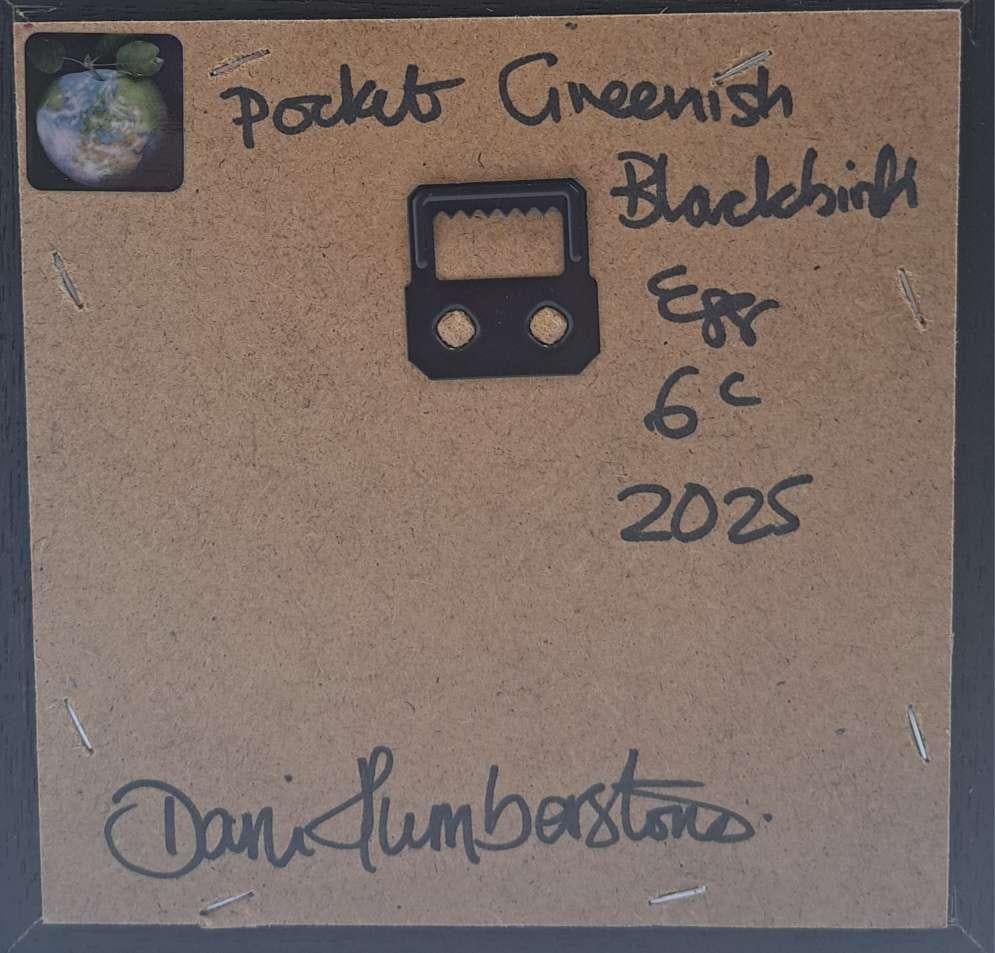 Pocket Greenish
Blackbird
Egg
6c
2025
Dani Humberstone.